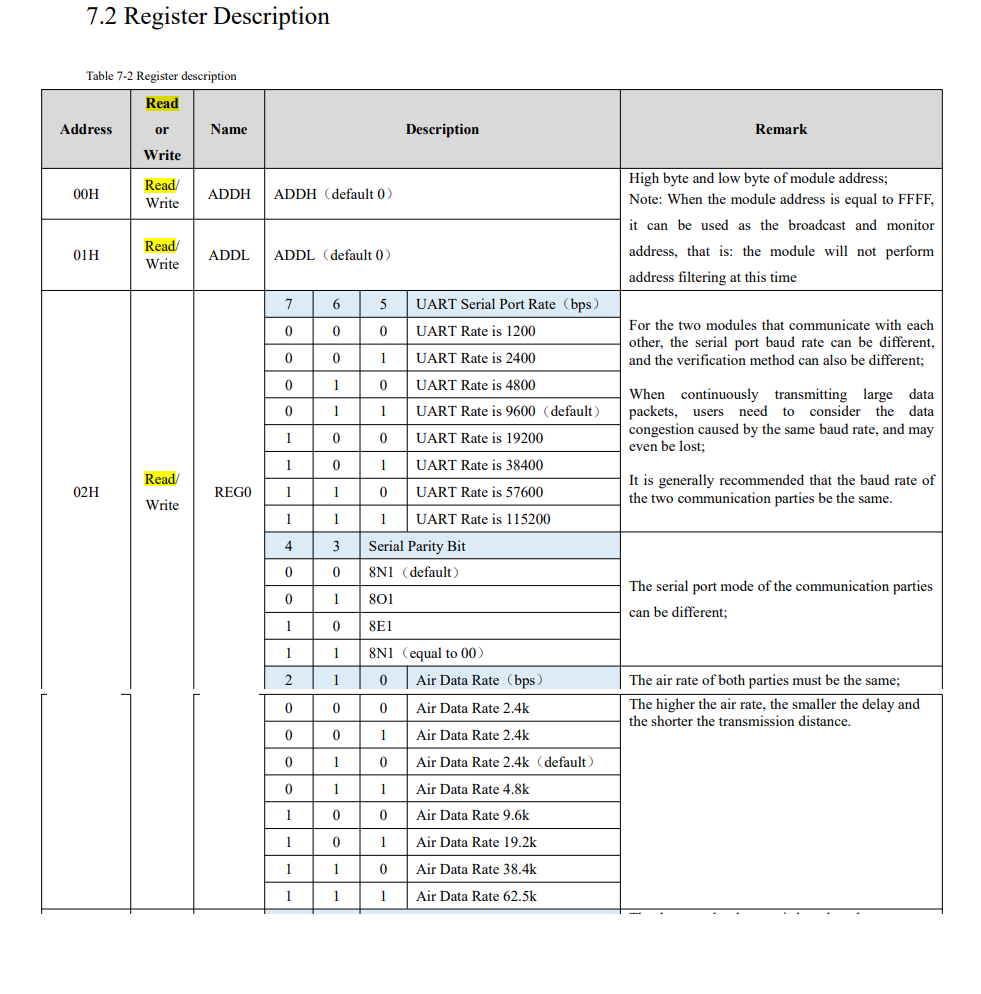 7.2 Register Description
Table 7-2 Register description
Address Read or Write Name Description Remark
00H Read/ Write ADDH ADDH（default 0）
01H Read/ Write ADDL ADDL（default 0）
High byte and low byte of module address;
Note: When the module address is equal to FFFF,
it can be used as the broadcast and monitor
address, that is: the module will not perform
address filtering at this time
02H Read/ Write REG0
7 6 5 UART Serial Port Rate（bps）
0 0 0 UART Rate is 1200
0 0 1 UART Rate is 2400
0 1 0 UART Rate is 4800
0 1 1 UART Rate is 9600（default）
1 0 0 UART Rate is 19200
1 0 1 UART Rate is 38400
1 1 0 UART Rate is 57600
1 1 1 UART Rate is 115200
For the two modules that communicate with each
other, the serial port baud rate can be different,
and the verification method can also be different;
When continuously transmitting large data
packets, users need to consider the data
congestion caused by the same baud rate, and may
even be lost;
It is generally recommended that the baud rate of
the two communication parties be the same.
4 3 Serial Parity Bit
0 0 8N1（default）
0 1 8O1
1 0 8E1
1 1 8N1（equal to 00）
The serial port mode of the communication parties
can be different;
2 1 0 Air Data Rate（bps）
0 0 0 Air Data Rate 2.4k
0 0 1 Air Data Rate 2.4k
0 1 0 Air Data Rate 2.4k（default）
0 1 1 Air Data Rate 4.8k
1 0 0 Air Data Rate 9.6k
1 0 1 Air Data Rate 19.2k
1 1 0 Air Data Rate 38.4k
1 1 1 Air Data Rate 62.5k
The air rate of both parties must be the same;
The higher the air rate, the smaller the delay and
the shorter the transmission distance.